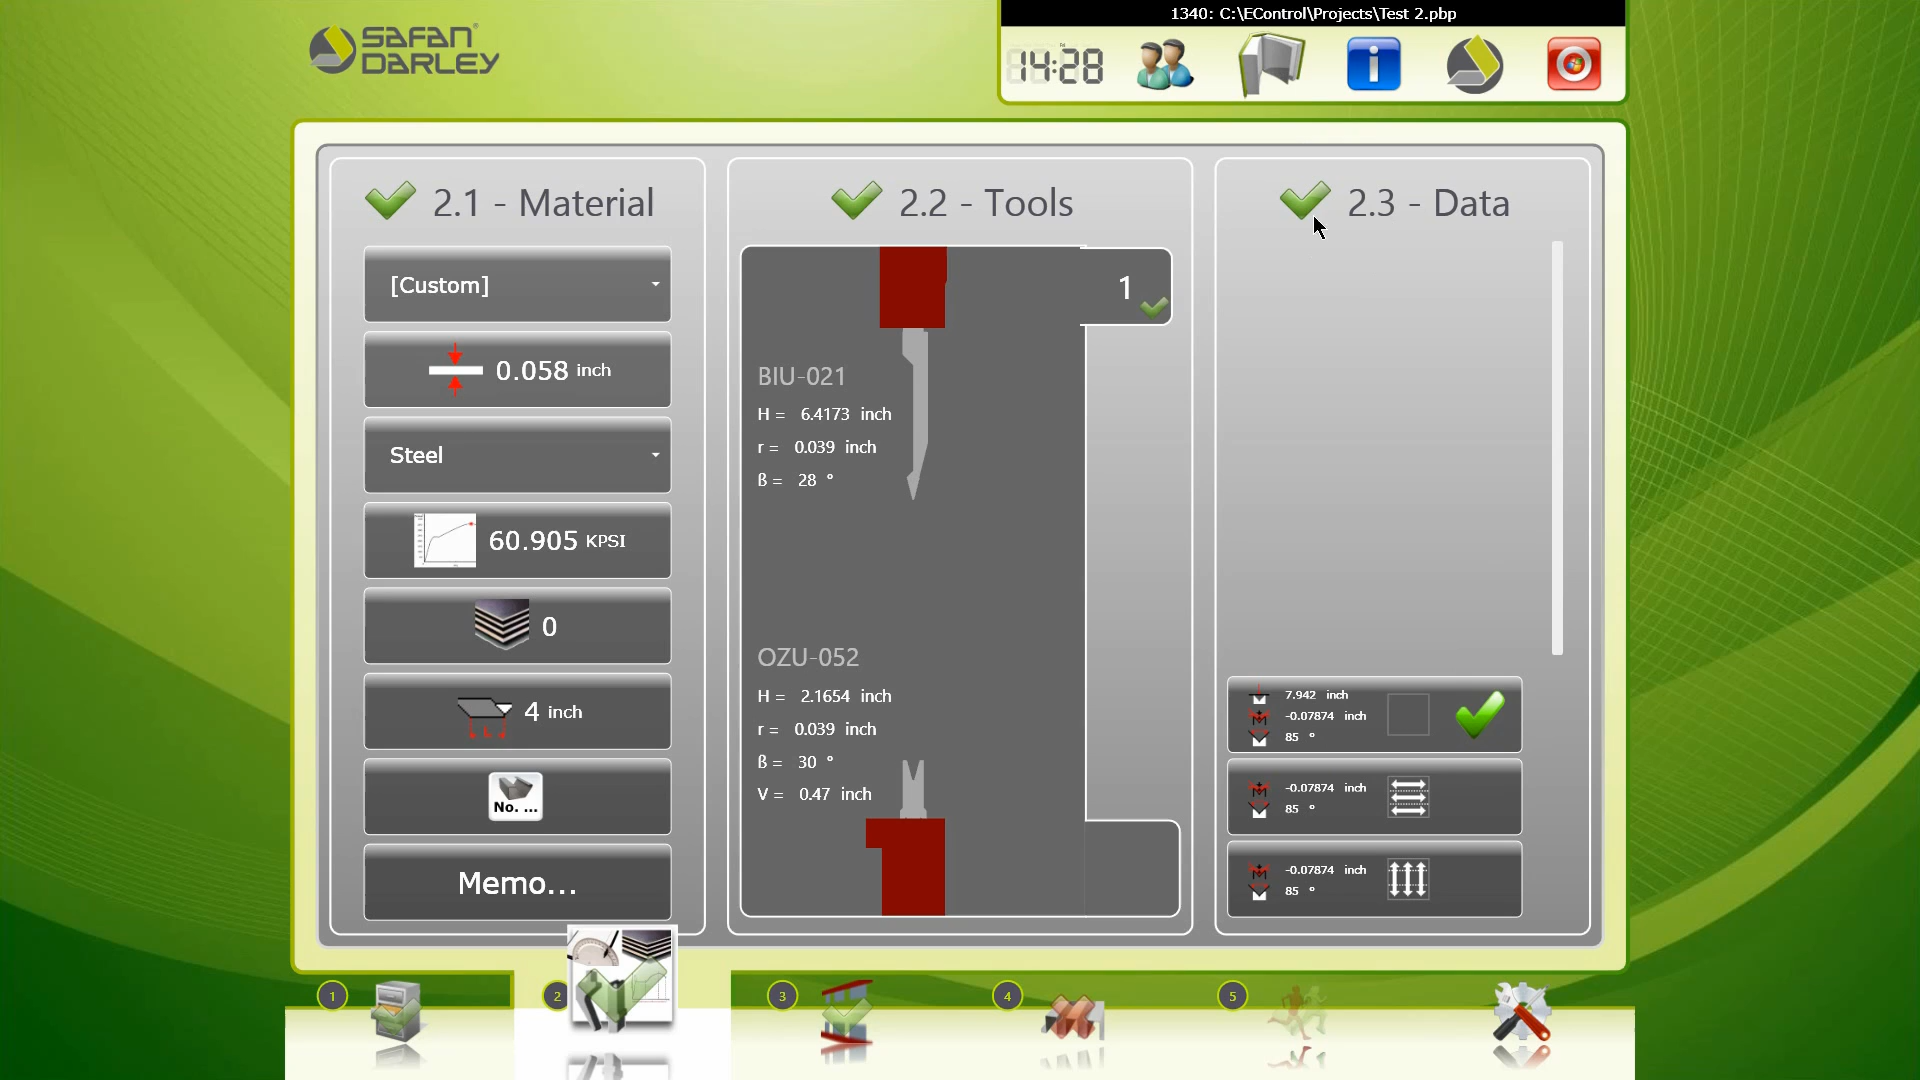 SAFAN
DARLEY
1340: C:\EControl\Projects\Test 2.pbp
14:28
2.1 - Material
[Custom]
0.058 inch
Steel
60.905 KPSI
0
4 inch
No. ...
Memo...
2.2 - Tools
1
BIU-021
H = 6.4173 inch
r = 0.039 inch
ß = 28 °
OZU-052
H = 2.1654 inch
r = 0.039 inch
ß = 30 °
V = 0.47 inch
2.3 - Data
7.942 inch
-0.07874 inch
85 °
-0.07874 inch
85 °
-0.07874 inch
85 °
1
2
3
4
5